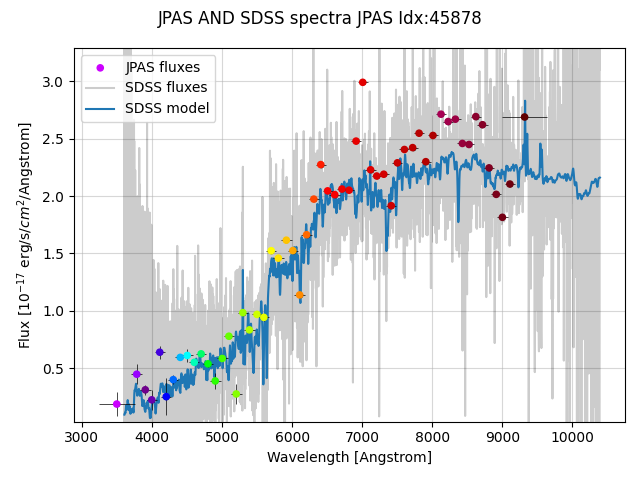 JPAS AND SDSS spectra JPAS Idx:45878
JPAS fluxes
SDSS fluxes
SDSS model
Flux [10⁻¹⁷ erg/s/cm²/Angstrom]
3.0
2.5
2.0
1.5
1.0
0.5
3000 4000 5000 6000 7000 8000 9000 10000
Wavelength [Angstrom]